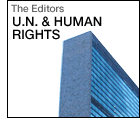 The Editors
U.N. & HUMAN
RIGHTS